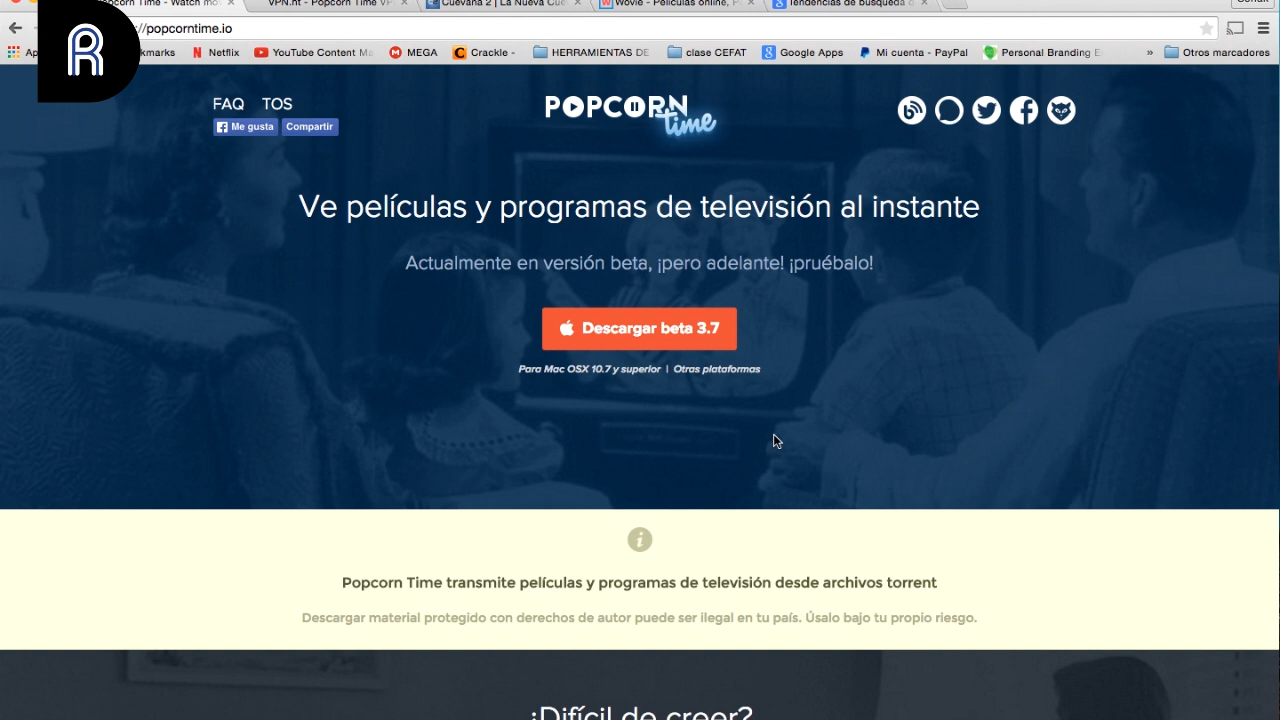 pcorn Time - Watch mo
VPN.ht - Popcorn Time VP
Cuevana 2 | La Nueva Cue
Wovie - Películas online, P
Tendencias de búsqueda d
//popcorntime.io
Ap
kmarks
Netflix
YouTube Content Ma
MEGA
Crackle -
HERRAMIENTAS DE
clase CEFAT
Google Apps
Mi cuenta - PayPal
Personal Branding E
»
Otros marcadores
R
FAQ TOS
Me gusta Compartir
POPCORN
time
Ve películas y programas de televisión al instante
Actualmente en versión beta, ¡pero adelante! ¡pruébalo!
Descargar beta 3.7
Para Mac OSX 10.7 y superior | Otras plataformas
Popcorn Time transmite películas y programas de televisión desde archivos torrent
Descargar material protegido con derechos de autor puede ser ilegal en tu país. Úsalo bajo tu propio riesgo.
¿Difícil de creer?